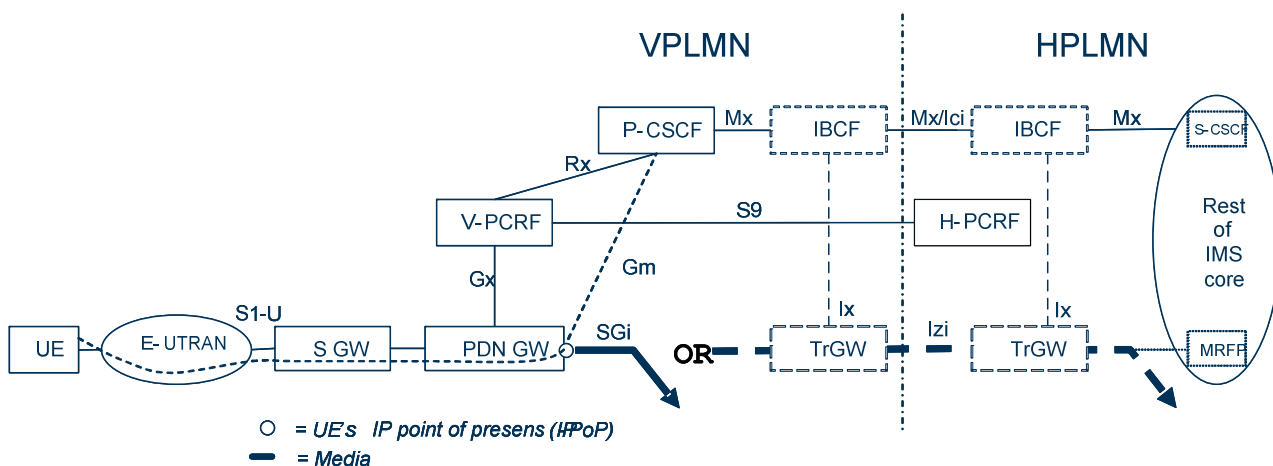 VPLMN
HPLMN
P-CSCF
Mx
IBCF
Mx/Ici
IBCF
Mx
S-CSCF
Rx
V-PCRF
S9
H-PCRF
Rest
of
IMS
core
Gx
Gm
S1-U
Ix
Ix
UE
E-UTRAN
S GW
PDN GW
SGi
OR
TrGW
Izi
TrGW
MRFP
= UE's IP point of presens (IPPoP)
= Media